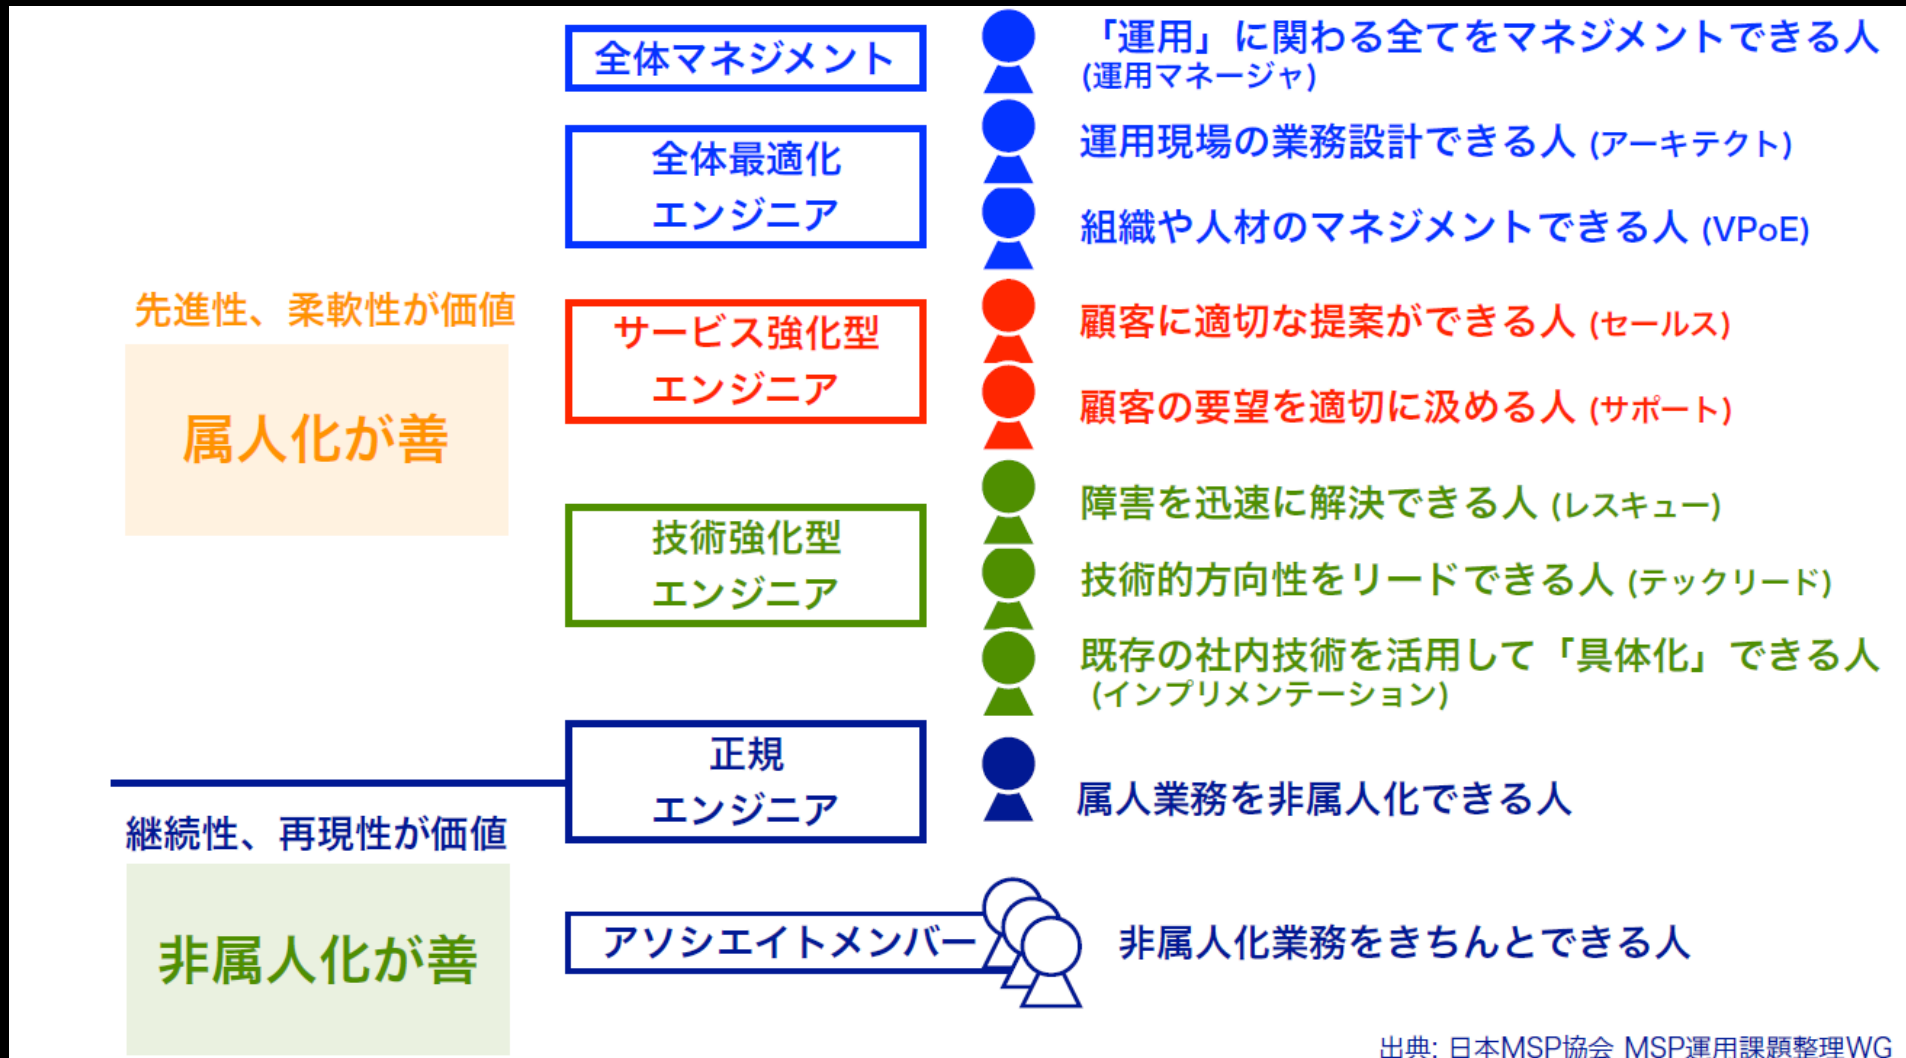 全体マネジメント
「運用」に関わる全てをマネジメントできる人
(運用マネージャ)
全体最適化
エンジニア
運用現場の業務設計できる人 (アーキテクト)
組織や人材のマネジメントできる人 (VPoE)
先進性、柔軟性が価値
属人化が善
サービス強化型
エンジニア
顧客に適切な提案ができる人 (セールス)
顧客の要望を適切に汲める人 (サポート)
技術強化型
エンジニア
障害を迅速に解決できる人 (レスキュー)
技術的方向性をリードできる人 (テックリード)
既存の社内技術を活用して「具体化」できる人
(インプリメンテーション)
正規
エンジニア
属人業務を非属人化できる人
継続性、再現性が価値
非属人化が善
アソシエイトメンバー
非属人化業務をきちんとできる人
出典: 日本MSP協会 MSP運用課題整理WG